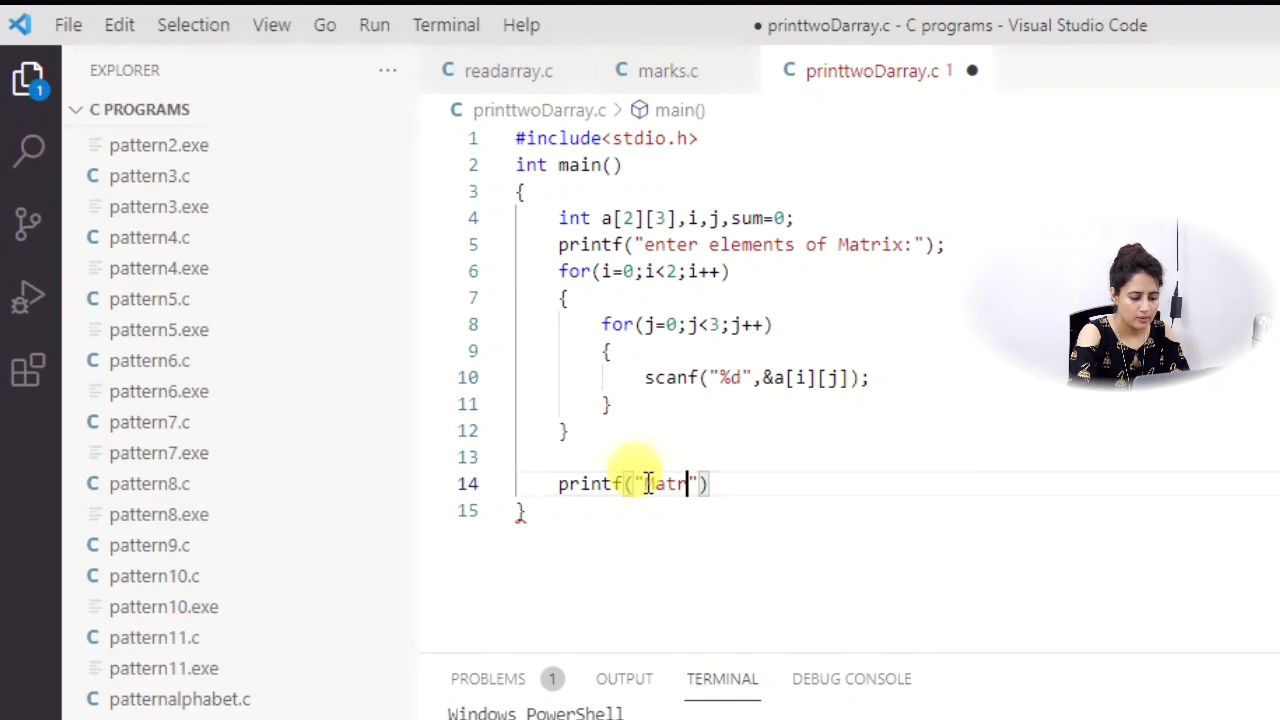 File Edit Selection View Go Run Terminal Help
● printtwoDarray.c - C programs - Visual Studio Code
1
EXPLORER ...
C PROGRAMS
pattern2.exe
C pattern3.c
pattern3.exe
C pattern4.c
pattern4.exe
C pattern5.c
pattern5.exe
C pattern6.c
pattern6.exe
C pattern7.c
pattern7.exe
C pattern8.c
pattern8.exe
C pattern9.c
C pattern10.c
pattern10.exe
C pattern11.c
pattern11.exe
C patternalphabet.c
C readarray.c C marks.c C printtwoDarray.c 1 ●
C printtwoDarray.c > main()
1 #include<stdio.h>
2 int main()
3 {
4 int a[2][3],i,j,sum=0;
5 printf("enter elements of Matrix:");
6 for(i=0;i<2;i++)
7 {
8 for(j=0;j<3;j++)
9 {
10 scanf("%d",&a[i][j]);
11 }
12 }
13
14 printf("Matr")
15 }
PROBLEMS 1 OUTPUT TERMINAL DEBUG CONSOLE
Windows PowerShell